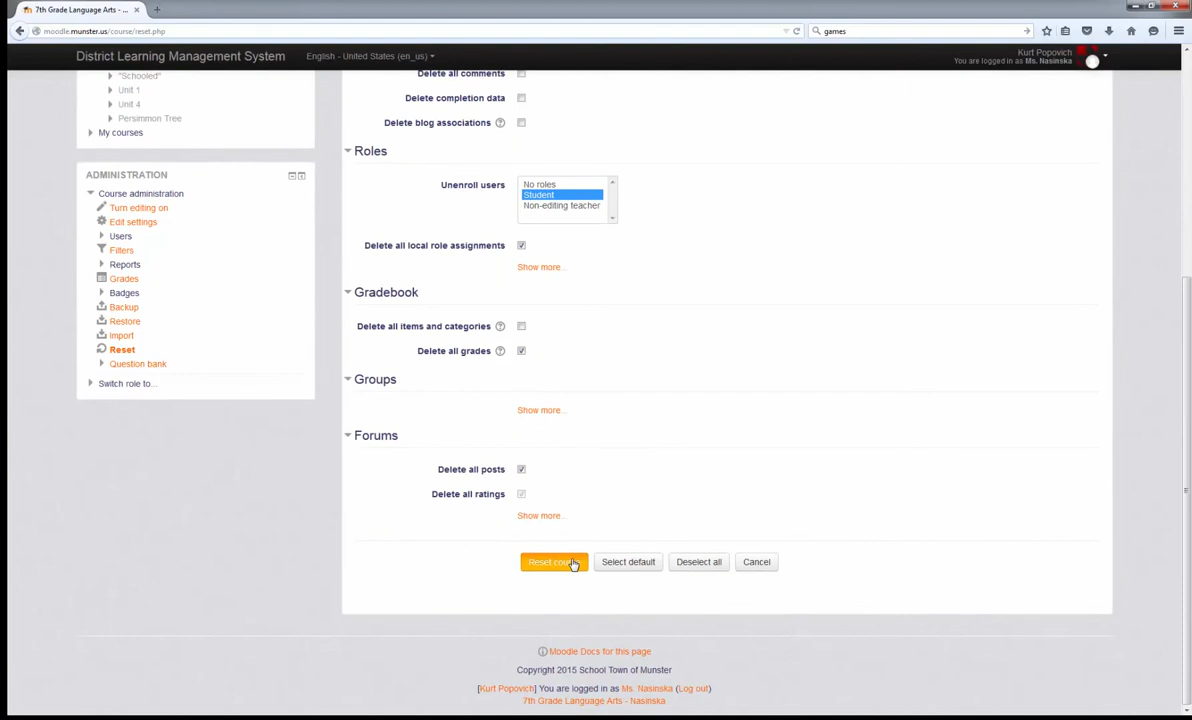 7th Grade Language Arts -
moodle.munster.us/course/reset.php
games
District Learning Management System
English - United States (en_us)
Kurt Popovich
You are logged in as Ms. Nasinska
"Schooled"
Unit 1
Unit 4
Persimmon Tree
My courses
ADMINISTRATION
Course administration
Turn editing on
Edit settings
Users
Filters
Reports
Grades
Badges
Backup
Restore
Import
Reset
Question bank
Switch role to...
Delete all comments
Delete completion data
Delete blog associations
Roles
Unenroll users
No roles
Student
Non-editing teacher
Delete all local role assignments
Show more...
Gradebook
Delete all items and categories
Delete all grades
Groups
Show more...
Forums
Delete all posts
Delete all ratings
Show more...
Reset Select default Deselect all Cancel
Moodle Docs for this page
Copyright 2015 School Town of Munster
[Kurt Popovich] You are logged in as Ms. Nasinska (Log out)
7th Grade Language Arts - Nasinska